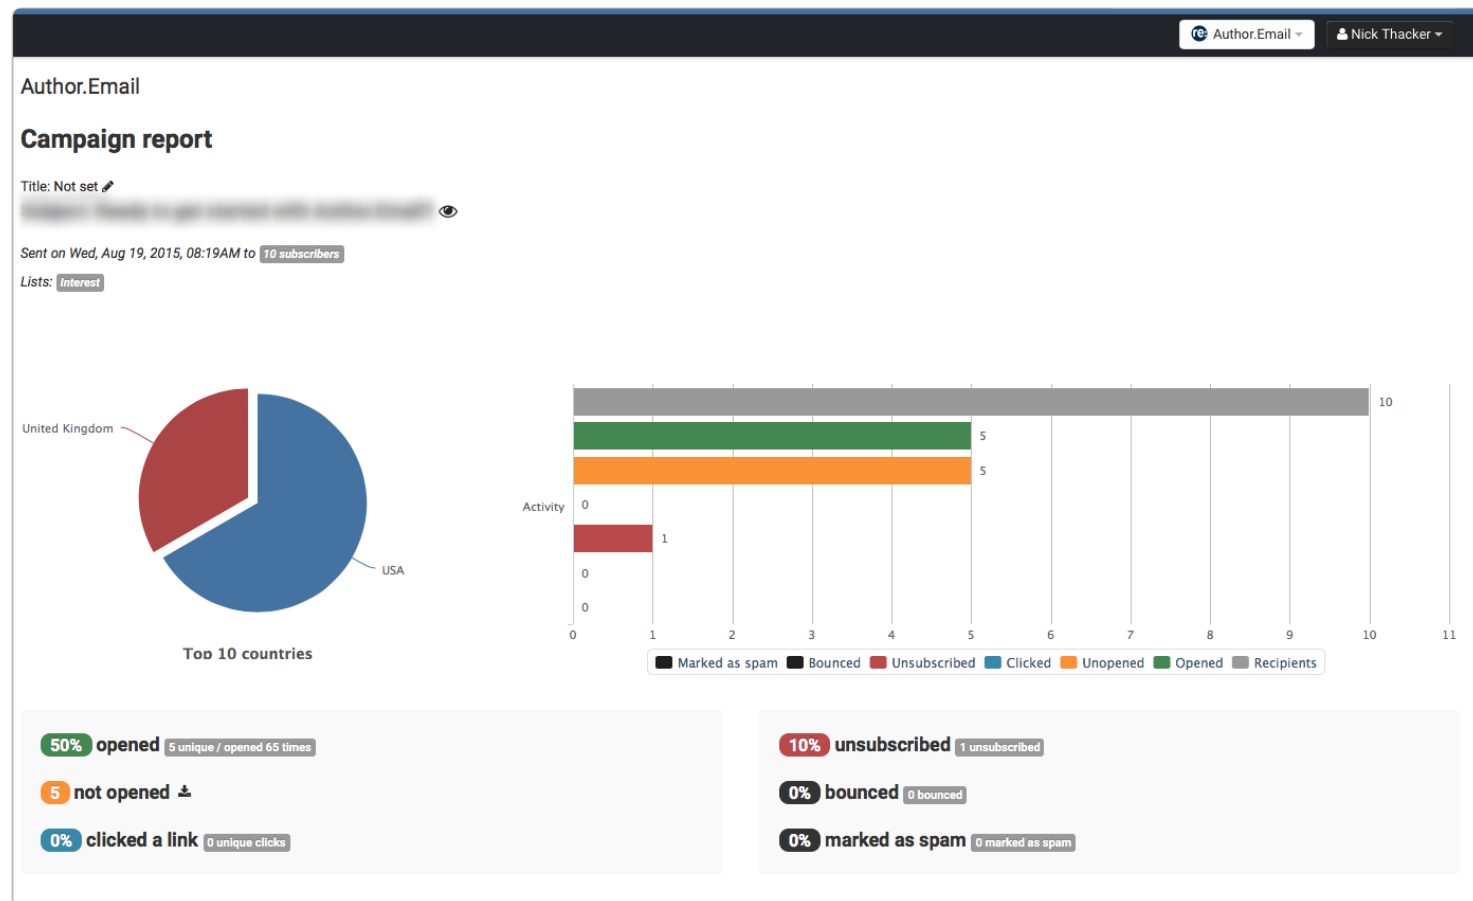 re: Author.Email
Nick Thacker
Author.Email
Campaign report
Title: Not set
Sent on Wed, Aug 19, 2015, 08:19AM to 10 subscribers
Lists: Interest
United Kingdom
USA
Top 10 countries
10
5
5
Activity 0
1
0
0
0 1 2 3 4 5 6 7 8 9 10 11
Marked as spam Bounced Unsubscribed Clicked Unopened Opened Recipients
50% opened 5 unique / opened 65 times
5 not opened
0% clicked a link 0 unique clicks
10% unsubscribed 1 unsubscribed
0% bounced 0 bounced
0% marked as spam 0 marked as spam